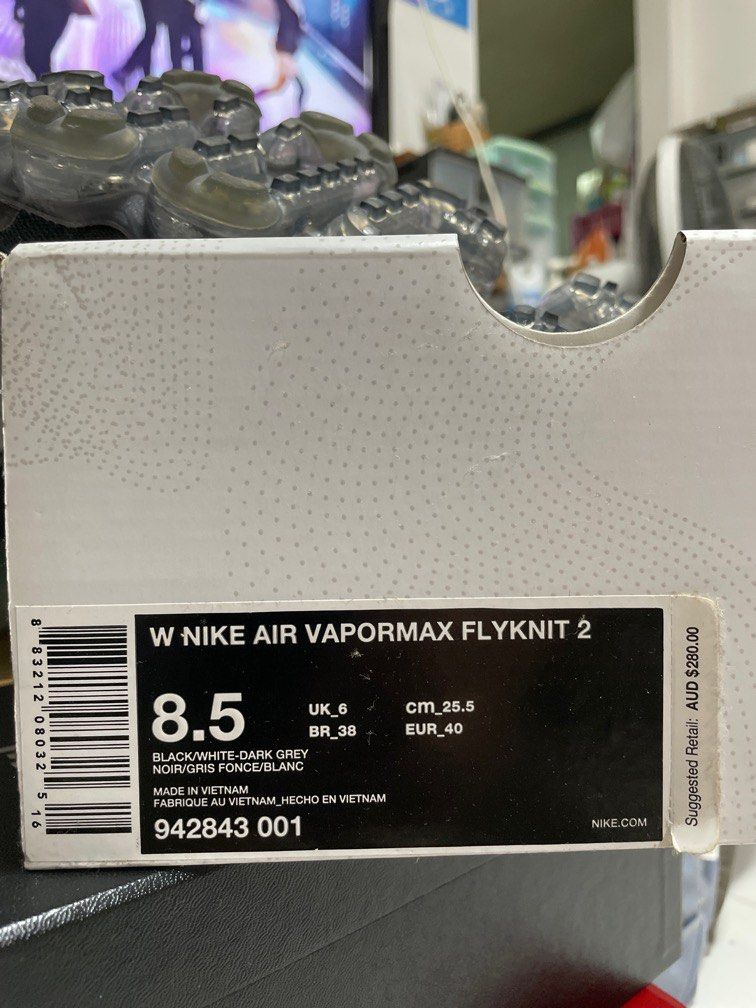 W NIKE AIR VAPORMAX FLYKNIT 2
8.5
UK_6
cm_25.5
BR_38
EUR_40
BLACK/WHITE-DARK GREY
NOIR/GRIS FONCE/BLANC
MADE IN VIETNAM
FABRIQUE AU VIETNAM_HECHO EN VIETNAM
942843 001
NIKE.COM
8 83212 08032 5 16
Suggested Retail: AUD $280.00